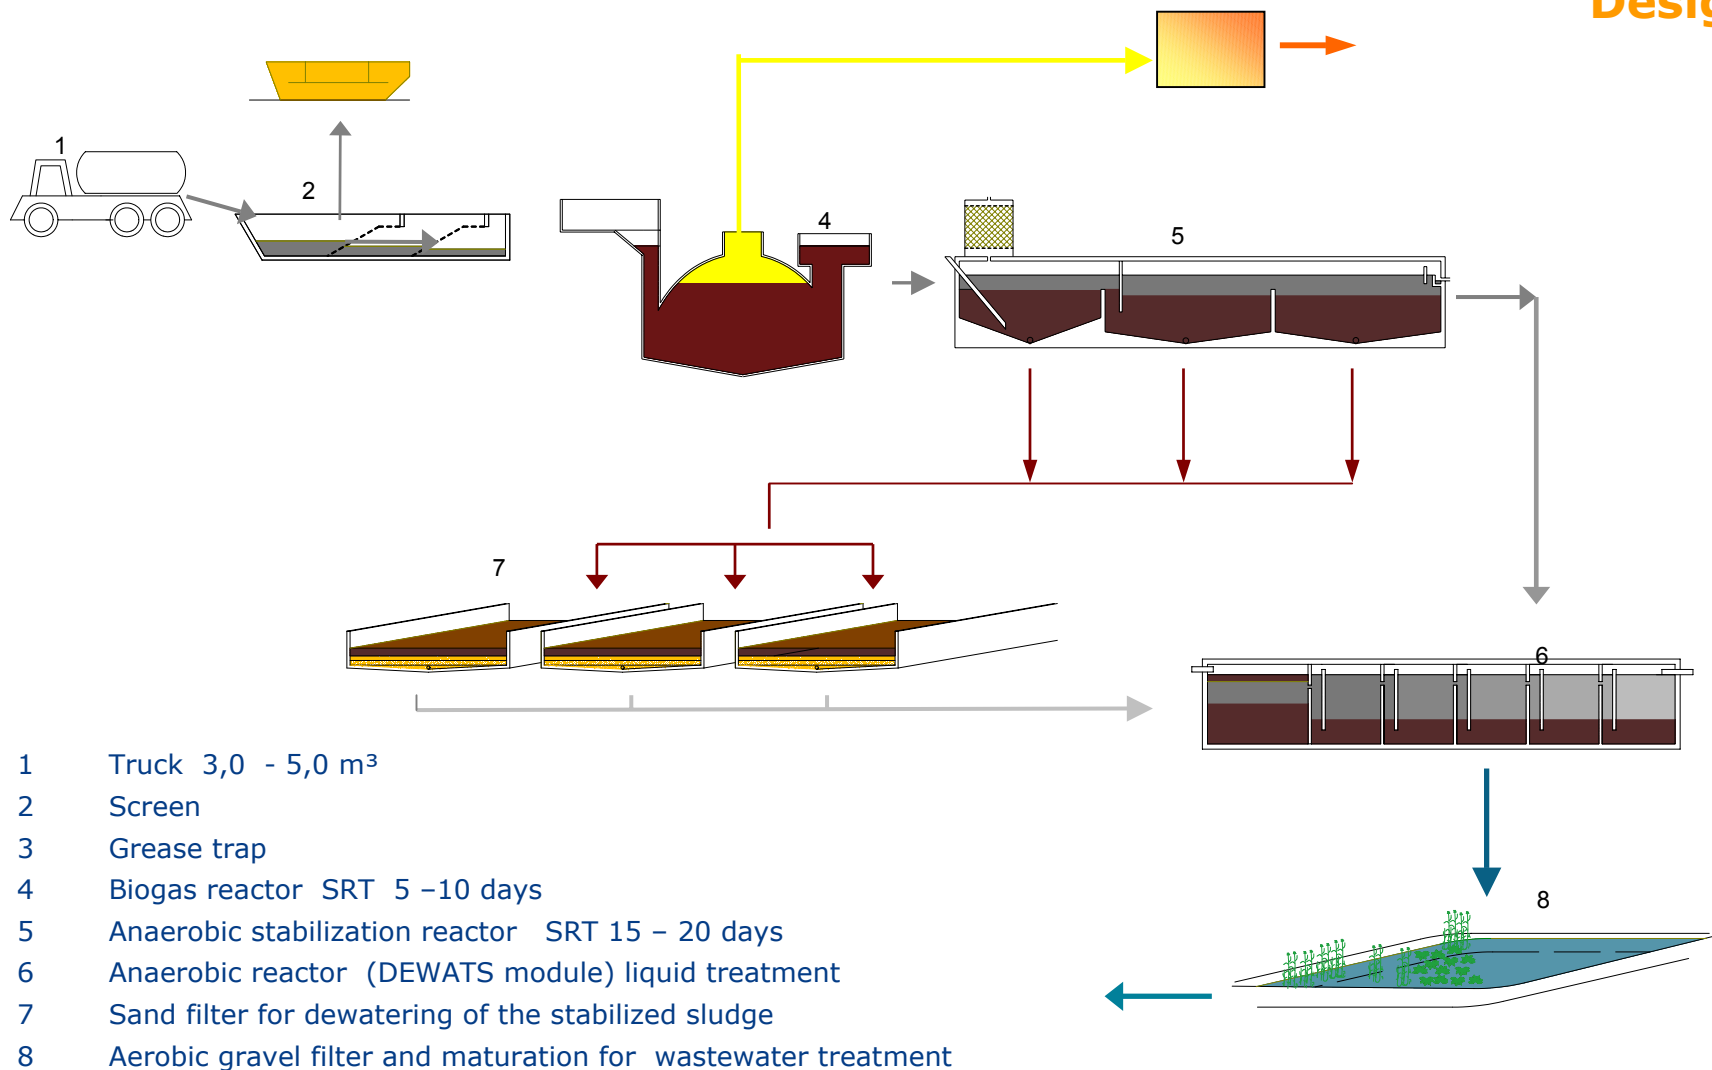 Desig
1
2
4
5
7
6
8
1 Truck 3,0 - 5,0 m³
2 Screen
3 Grease trap
4 Biogas reactor SRT 5 –10 days
5 Anaerobic stabilization reactor SRT 15 – 20 days
6 Anaerobic reactor (DEWATS module) liquid treatment
7 Sand filter for dewatering of the stabilized sludge
8 Aerobic gravel filter and maturation for wastewater treatment